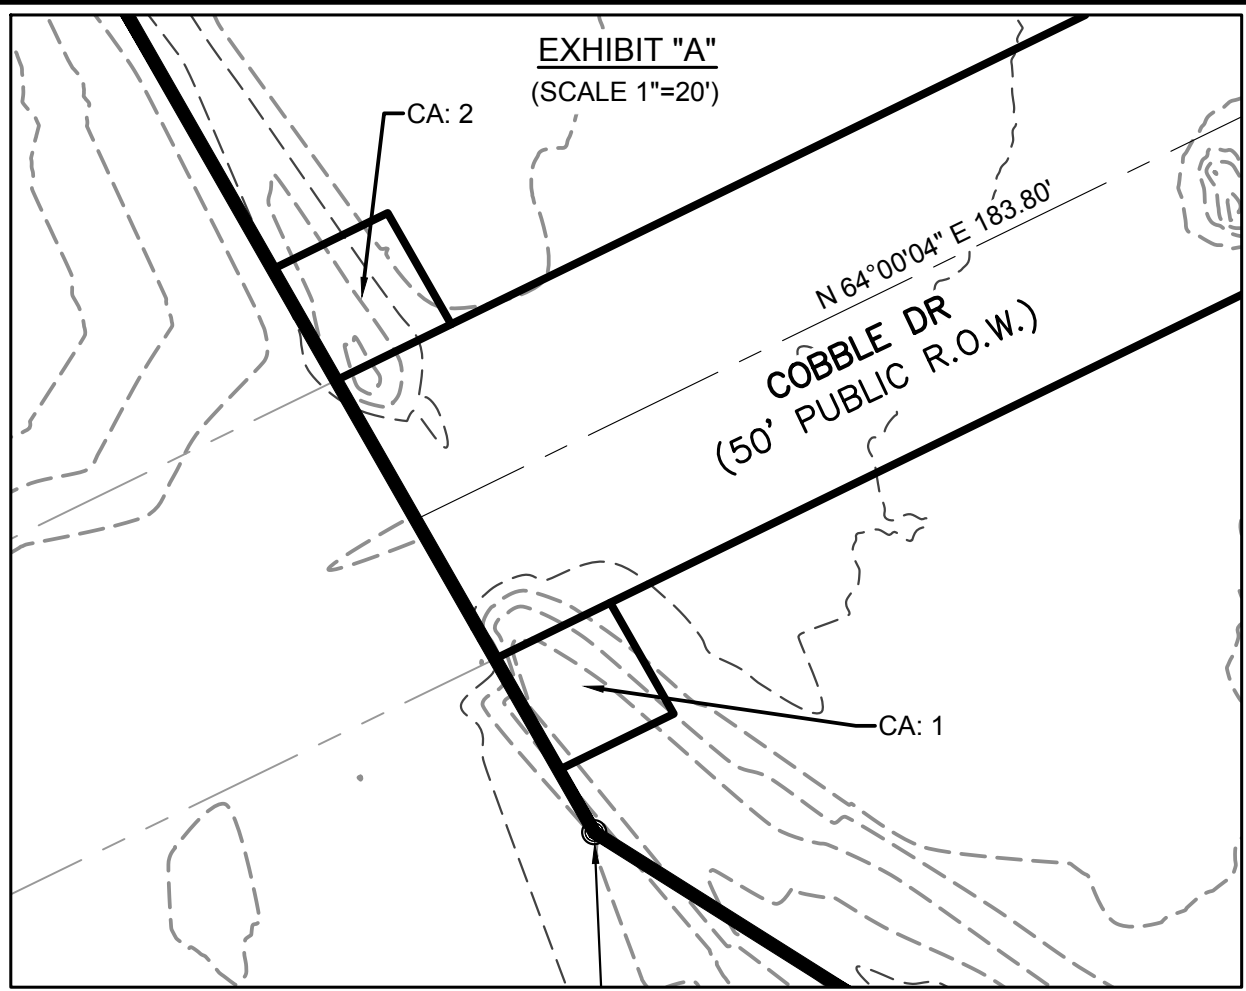 EXHIBIT "A"
(SCALE 1"=20')
CA: 2
N 64°00'04" E 183.80'
COBBLE DR
(50' PUBLIC R.O.W.)
CA: 1